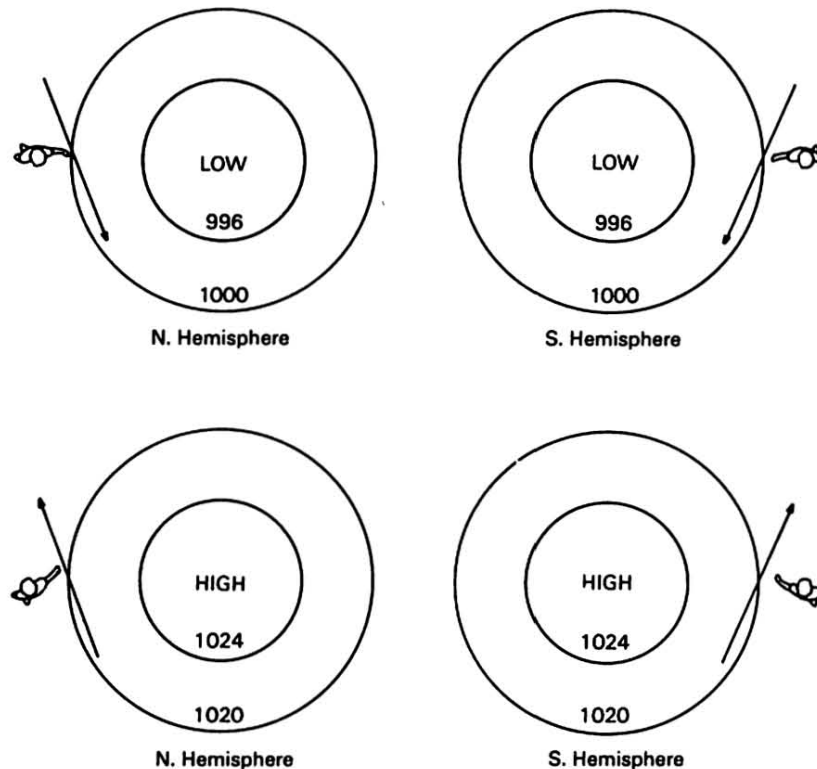 LOW
996
1000
N. Hemisphere
LOW
996
1000
S. Hemisphere
HIGH
1024
1020
N. Hemisphere
HIGH
1024
1020
S. Hemisphere